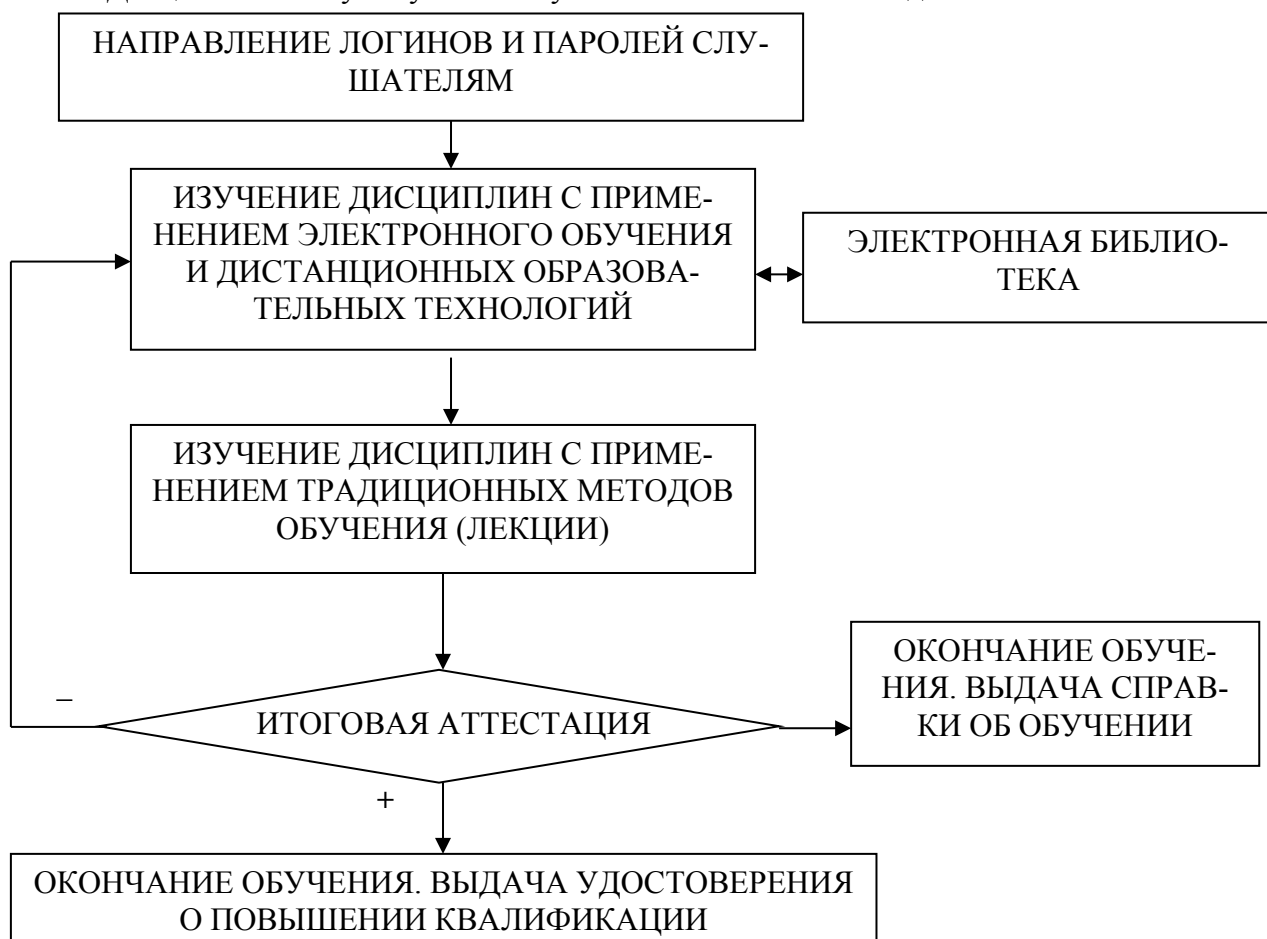 НАПРАВЛЕНИЕ ЛОГИНОВ И ПАРОЛЕЙ СЛУ-
ШАТЕЛЯМ
ИЗУЧЕНИЕ ДИСЦИПЛИН С ПРИМЕ-
НЕНИЕМ ЭЛЕКТРОННОГО ОБУЧЕНИЯ
И ДИСТАНЦИОННЫХ ОБРАЗОВА-
ТЕЛЬНЫХ ТЕХНОЛОГИЙ
ЭЛЕКТРОННАЯ БИБЛИО-
ТЕКА
ИЗУЧЕНИЕ ДИСЦИПЛИН С ПРИМЕ-
НЕНИЕМ ТРАДИЦИОННЫХ МЕТОДОВ
ОБУЧЕНИЯ (ЛЕКЦИИ)
–
ИТОГОВАЯ АТТЕСТАЦИЯ
ОКОНЧАНИЕ ОБУЧЕ-
НИЯ. ВЫДАЧА СПРАВ-
КИ ОБ ОБУЧЕНИИ
+
ОКОНЧАНИЕ ОБУЧЕНИЯ. ВЫДАЧА УДОСТОВЕРЕНИЯ
О ПОВЫШЕНИИ КВАЛИФИКАЦИИ